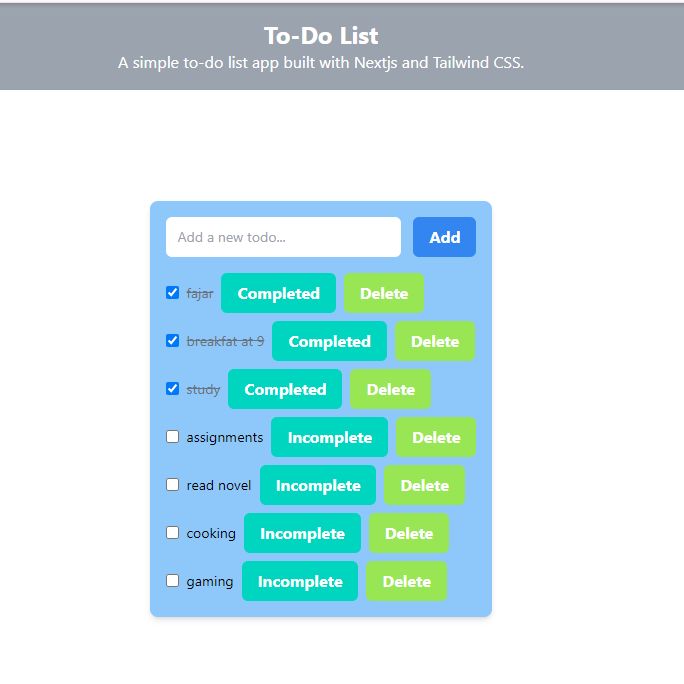 To-Do List
A simple to-do list app built with Nextjs and Tailwind CSS.
Add a new todo... Add
fajar Completed Delete
breakfat at 9 Completed Delete
study Completed Delete
assignments Incomplete Delete
read novel Incomplete Delete
cooking Incomplete Delete
gaming Incomplete Delete